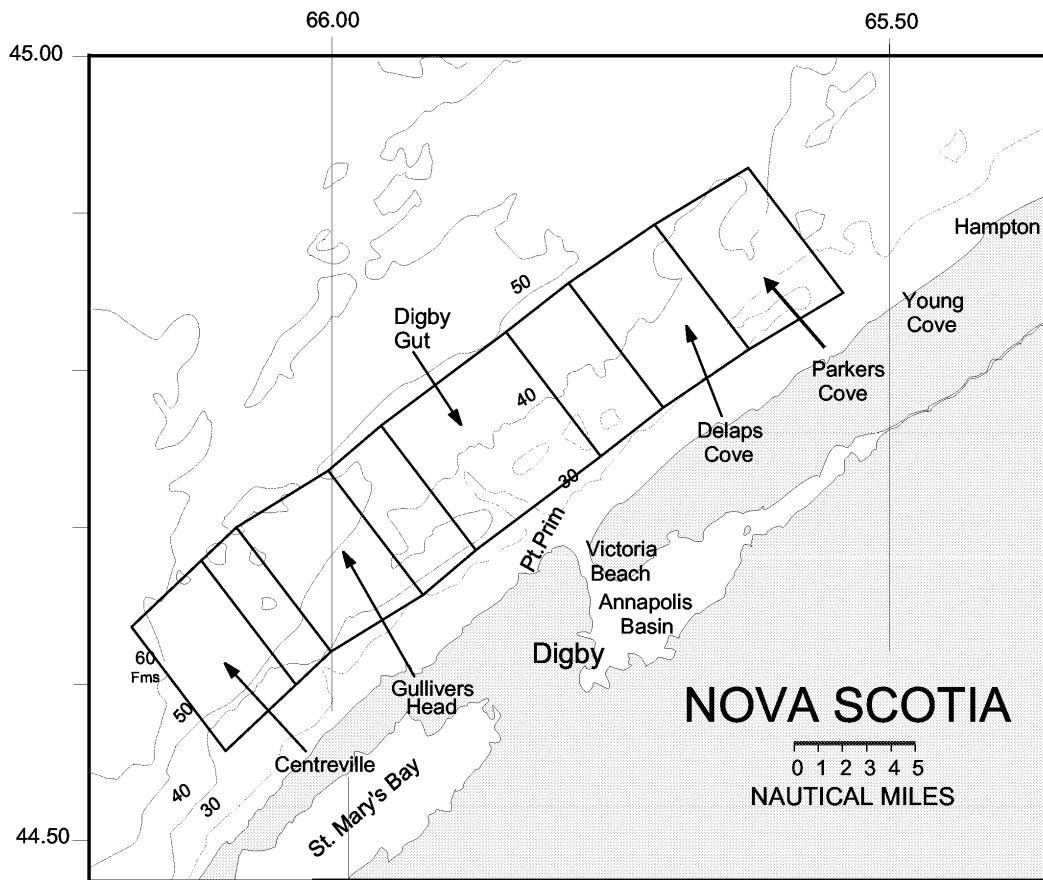 66.00
65.50
45.00
Hampton
50
Young
Cove
Digby
Gut
Parkers
Cove
40
Delaps
Cove
30
Pt.Prim
Victoria
Beach
Annapolis
Basin
Digby
60
Fms
50
Gullivers
Head
NOVA SCOTIA
0 1 2 3 4 5
NAUTICAL MILES
Centreville
St. Mary's Bay
40
30
44.50